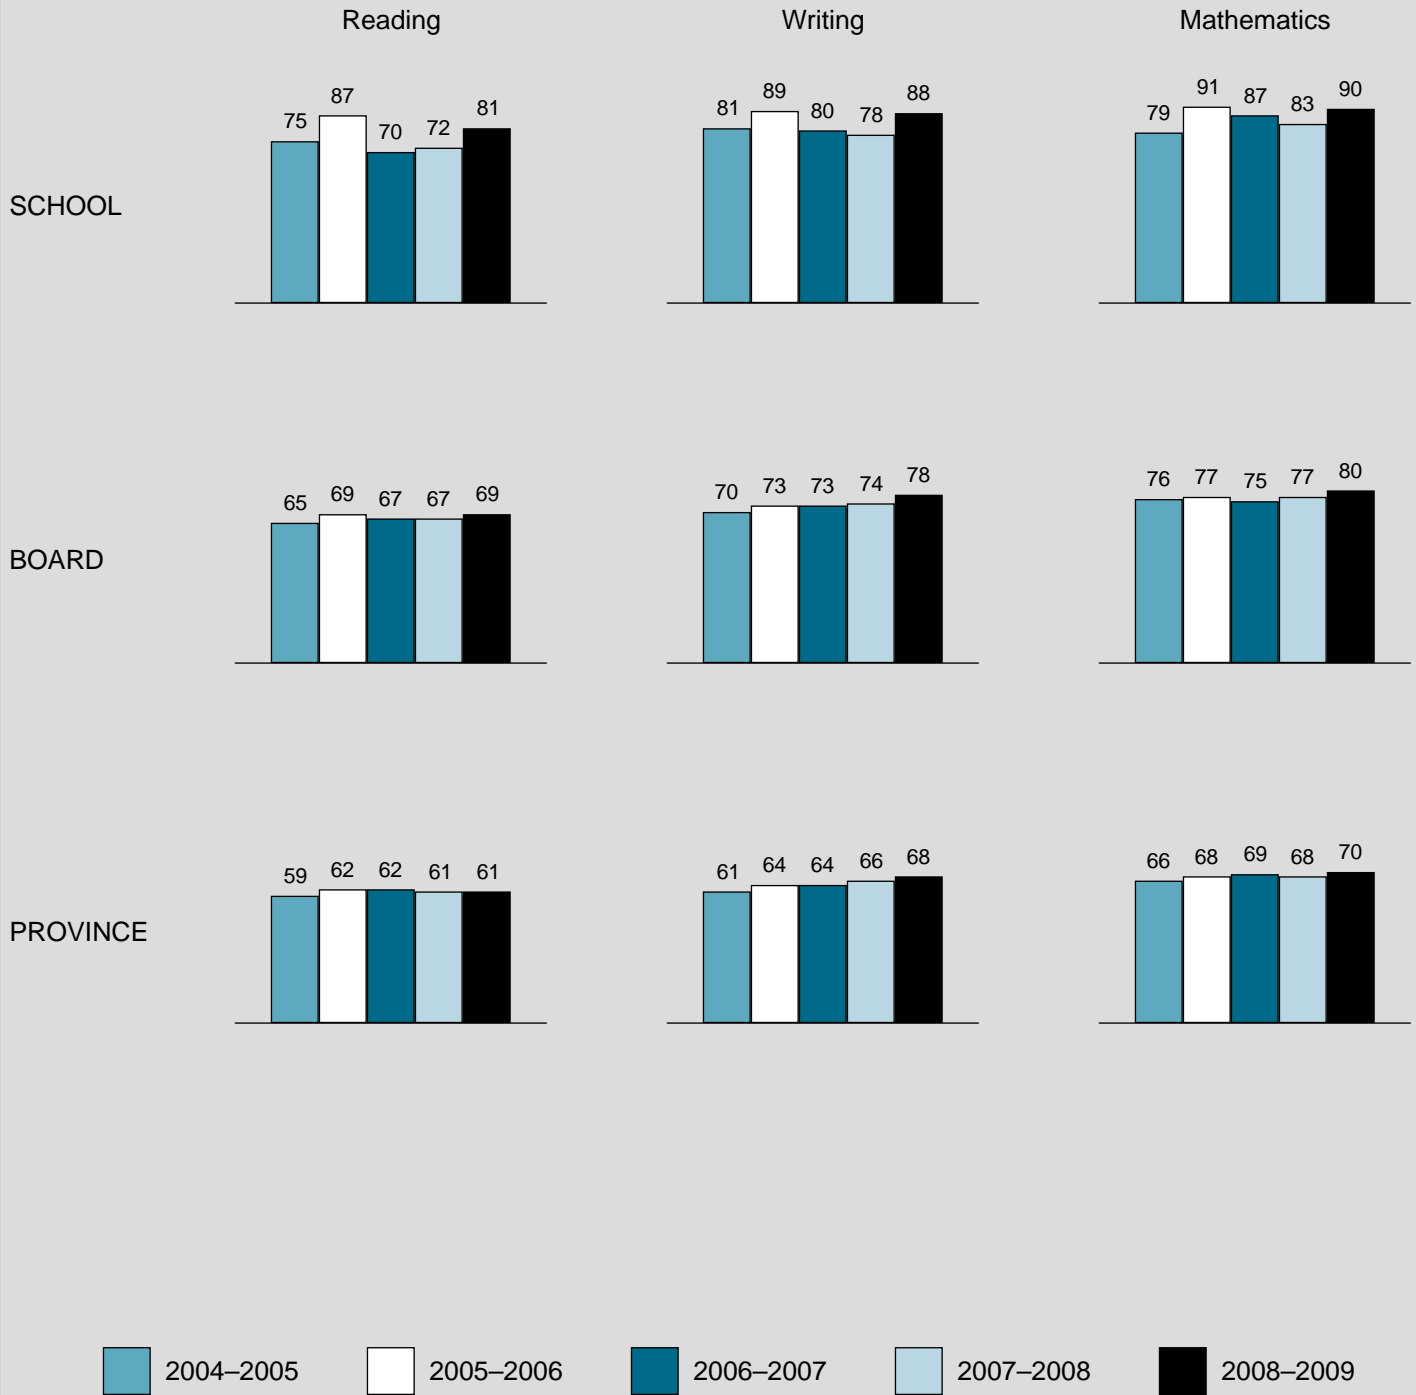 Reading Writing Mathematics
75 87 70 72 81 81 89 80 78 88 79 91 87 83 90
SCHOOL
65 69 67 67 69 70 73 73 74 78 76 77 75 77 80
BOARD
59 62 62 61 61 61 64 64 66 68 66 68 69 68 70
PROVINCE
2004–2005 2005–2006 2006–2007 2007–2008 2008–2009